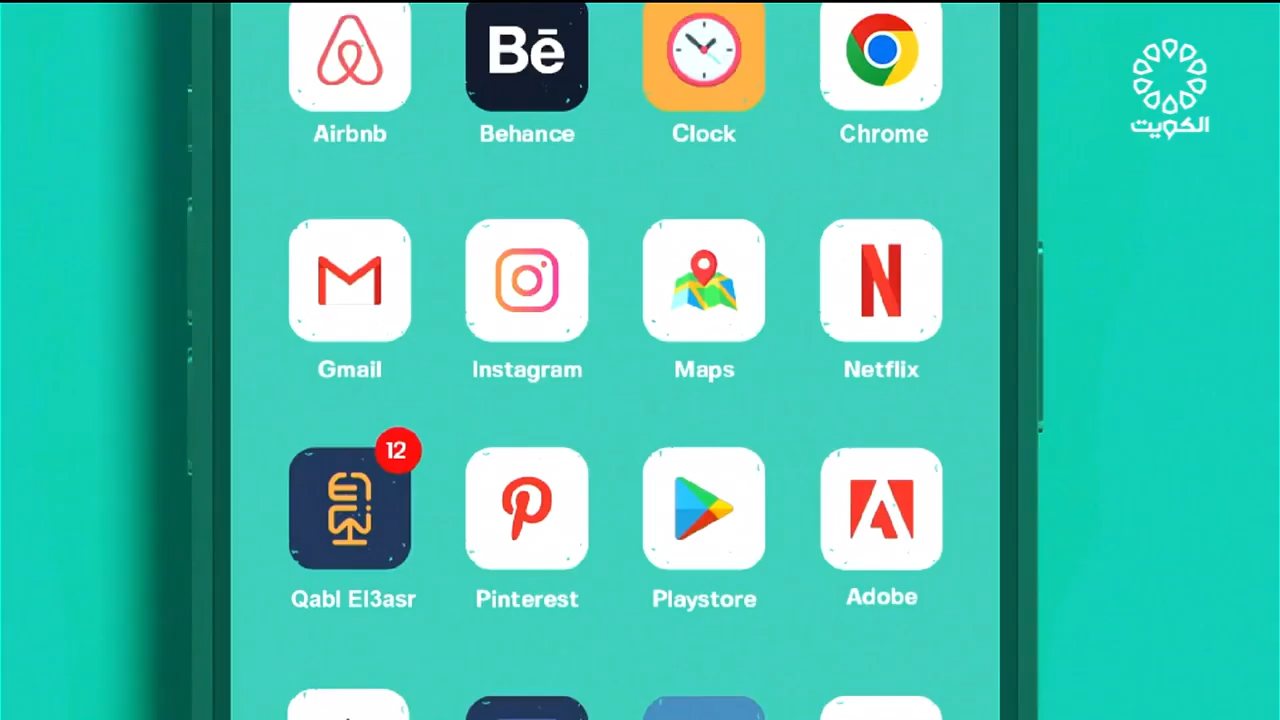 Bē
الكويت
Airbnb Behance Clock Chrome
Gmail Instagram Maps Netflix
12
Qabl El3asr Pinterest Playstore Adobe